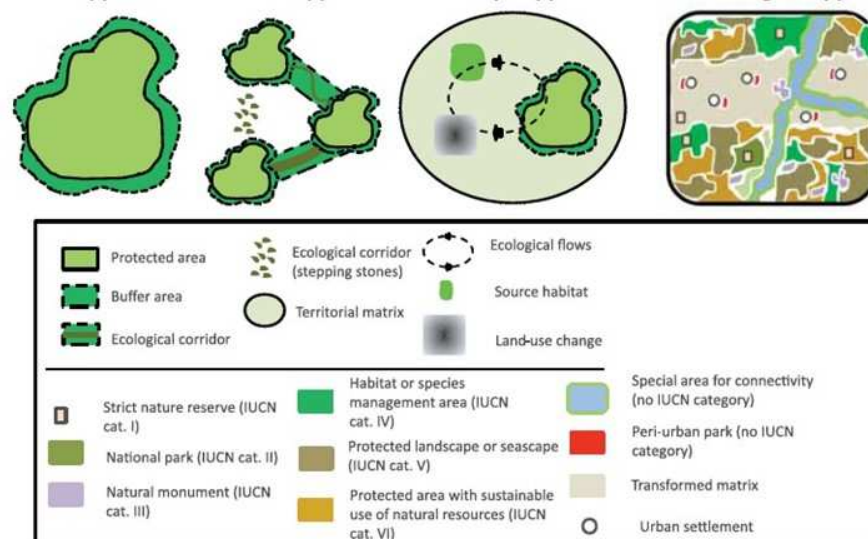 Protected area
Buffer area
Ecological corridor
Ecological corridor
(stepping stones)
Territorial matrix
Ecological flows
Source habitat
Land-use change
Strict nature reserve (IUCN
cat. I)
National park (IUCN cat. II)
Natural monument (IUCN
cat. III)
Habitat or species
management area (IUCN
cat. IV)
Protected landscape or seascape
(IUCN cat. V)
Protected area with sustainable
use of natural resources (IUCN
cat. VI)
Special area for connectivity
(no IUCN category)
Peri-urban park (no IUCN
category)
Transformed matrix
Urban settlement